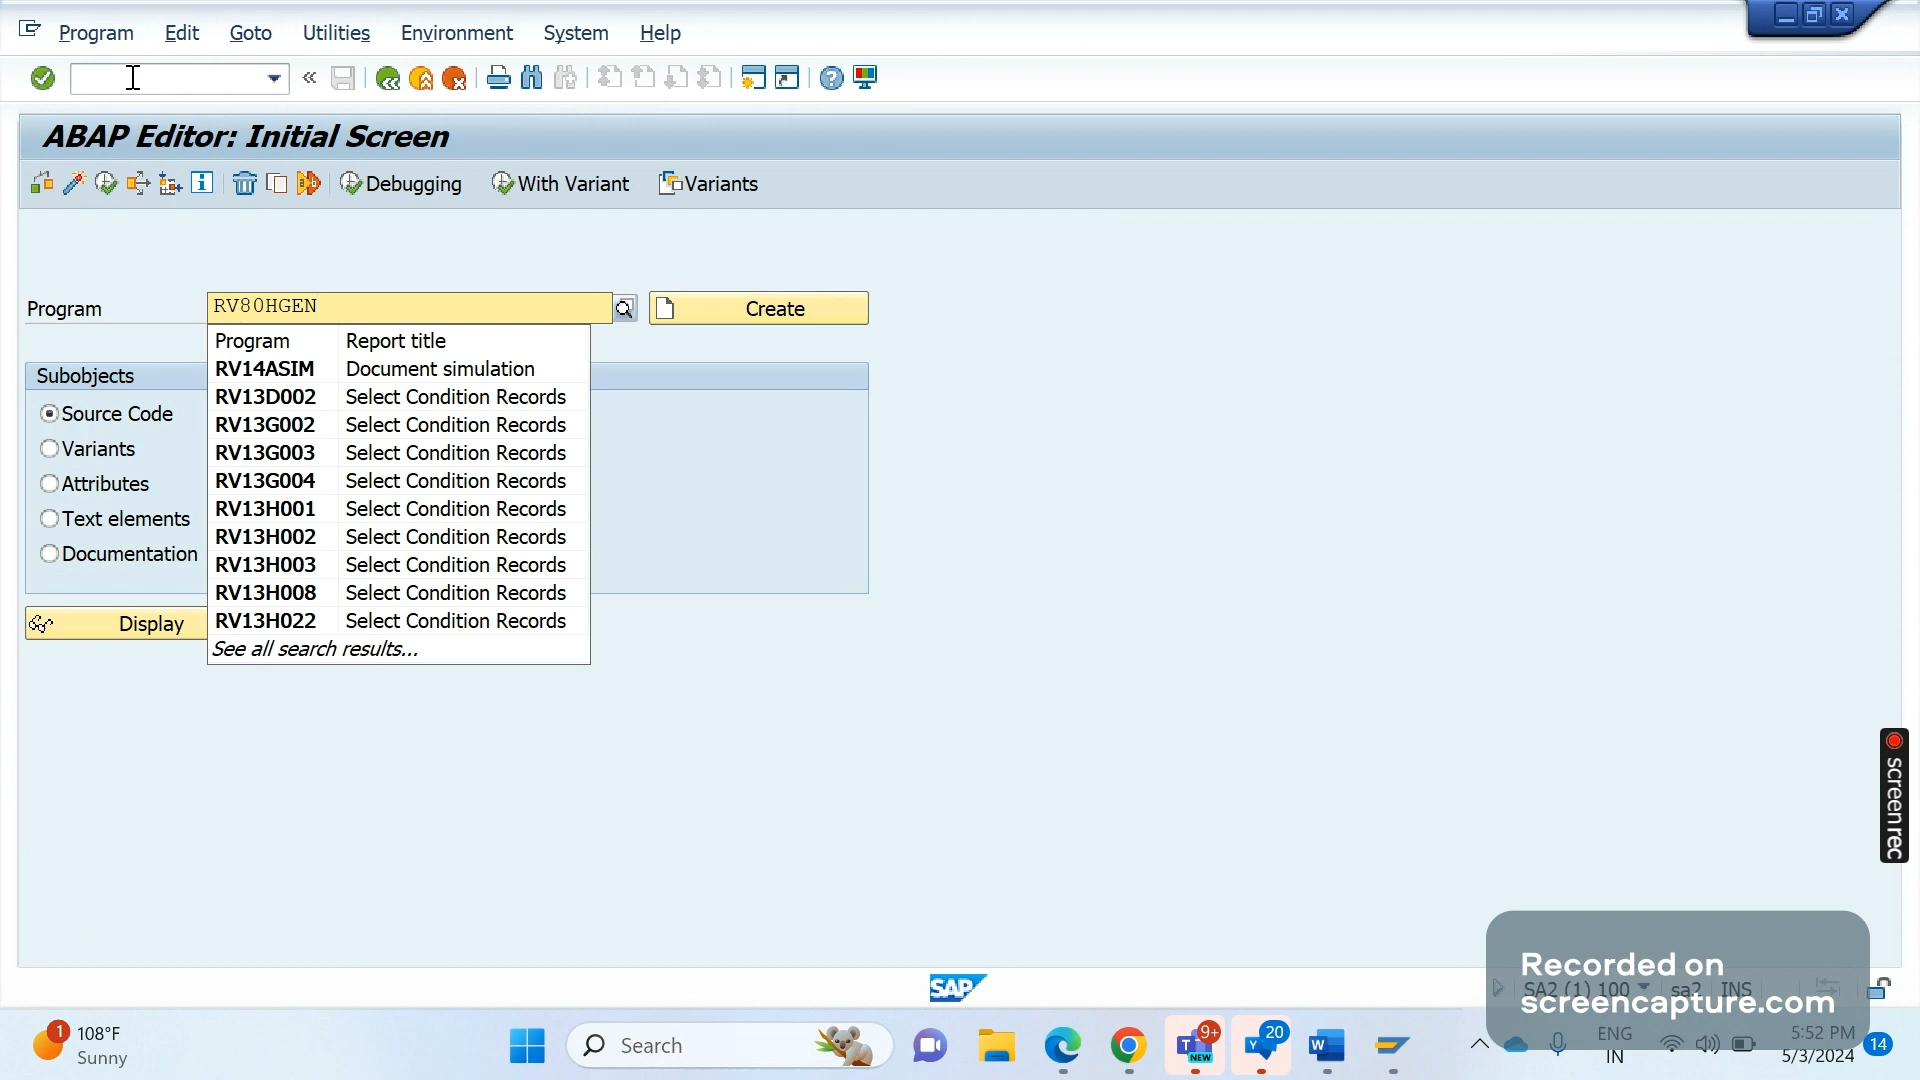 Program Edit Goto Utilities Environment System Help
ABAP Editor: Initial Screen
Debugging With Variant Variants
Program RV80HGEN Create
Program Report title
RV14ASIM Document simulation
Subobjects
RV13D002 Select Condition Records
Source Code
RV13G002 Select Condition Records
Variants
RV13G003 Select Condition Records
Attributes
RV13G004 Select Condition Records
Text elements
RV13H001 Select Condition Records
RV13H002 Select Condition Records
Documentation
RV13H003 Select Condition Records
RV13H008 Select Condition Records
Display
RV13H022 Select Condition Records
See all search results...
screenrec
SAP
SA2 (1) 100 sa2 INS
Recorded on
screencapture.com
1
108°F
Sunny
Search
T
NEW
9+
Y
20
W
ENG
IN
5:52 PM
5/3/2024
14